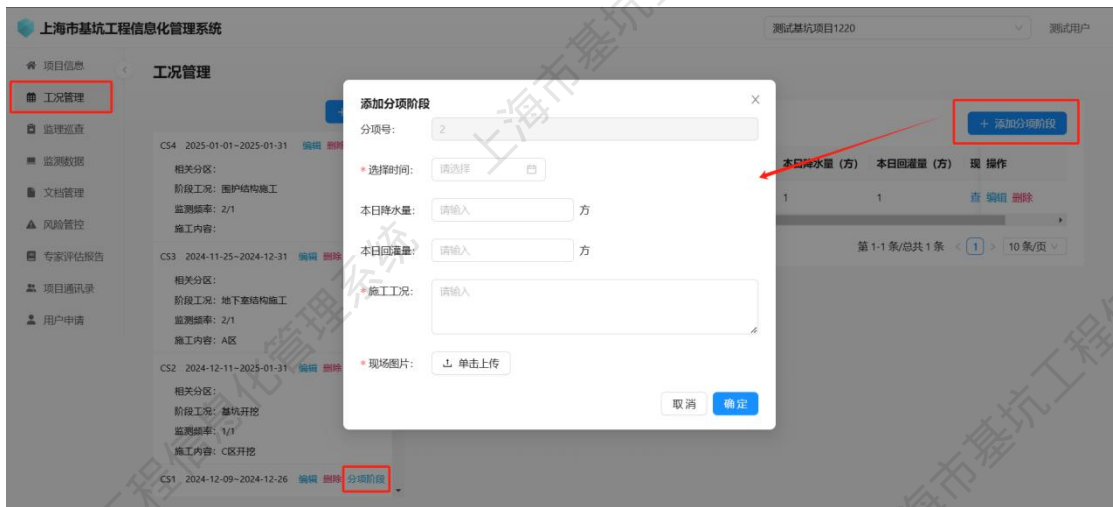 上海市基坑工程信息化管理系统
测试基坑项目1220
测试用户
项目信息
工况管理
监理巡查
监测数据
文档管理
风险管控
专家评估报告
项目通讯录
用户申请
工况管理
CS4 2025-01-01~2025-01-31 编辑 删除
相关分区:
阶段工况: 围护结构施工
监测频率: 2/1
施工内容:
CS3 2024-11-25~2024-12-31 编辑 删除
相关分区:
阶段工况: 地下室结构施工
监测频率: 2/1
施工内容: A区
CS2 2024-12-11~2025-01-31 编辑 删除
相关分区:
阶段工况: 基坑开挖
监测频率: 1/1
施工内容: C区开挖
CS1 2024-12-09~2024-12-26 编辑 删除 分项阶段
添加分项阶段
分项号: 2
* 选择时间: 请选择
本日降水量: 请输入 方
本日回灌量: 请输入 方
* 施工工况: 请输入
* 现场图片: 单击上传
取消 确定
+ 添加分项阶段
本日降水量 (方) 本日回灌量 (方) 现 操作
1 1 查 编辑 删除
第 1-1 条/总共 1 条 < 1 > 10 条/页
上海市基坑工程信息化管理系统